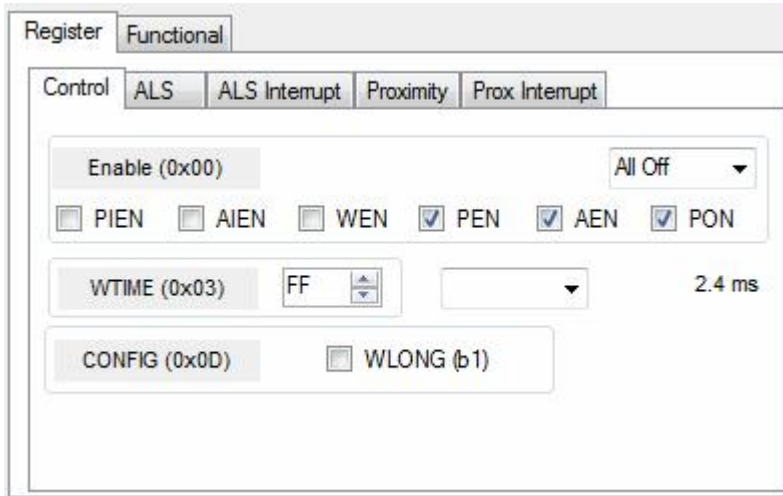 Register Functional
Control ALS ALS Interrupt Proximity Prox Interrupt
Enable (0x00) All Off
PIEN AIEN WEN PEN AEN PON
WTIME (0x03) FF 2.4 ms
CONFIG (0x0D) WLONG (b1)